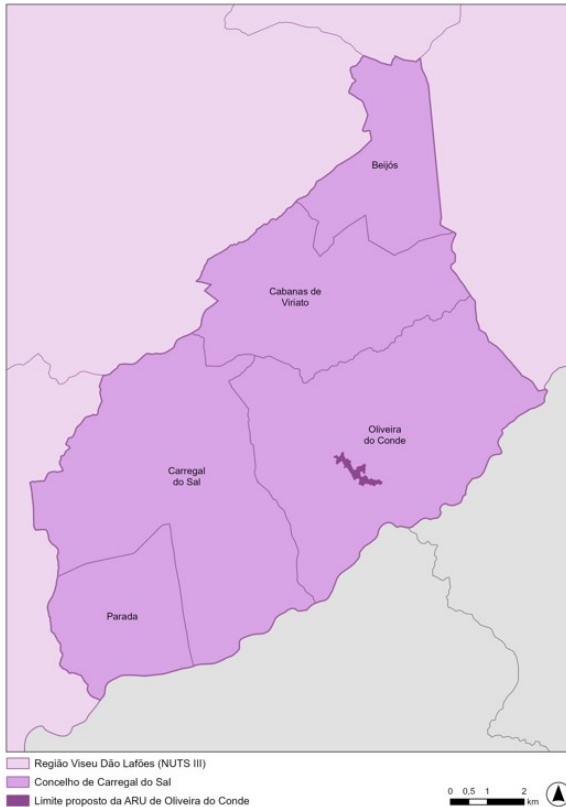 Beijós
Cabanas de
Viriato
Oliveira
do Conde
Carregal
do Sal
Parada
Região Viseu Dão Lafões (NUTS III)
Concelho de Carregal do Sal
Limite proposto da ARU de Oliveira do Conde
0 0,5 1 2
km